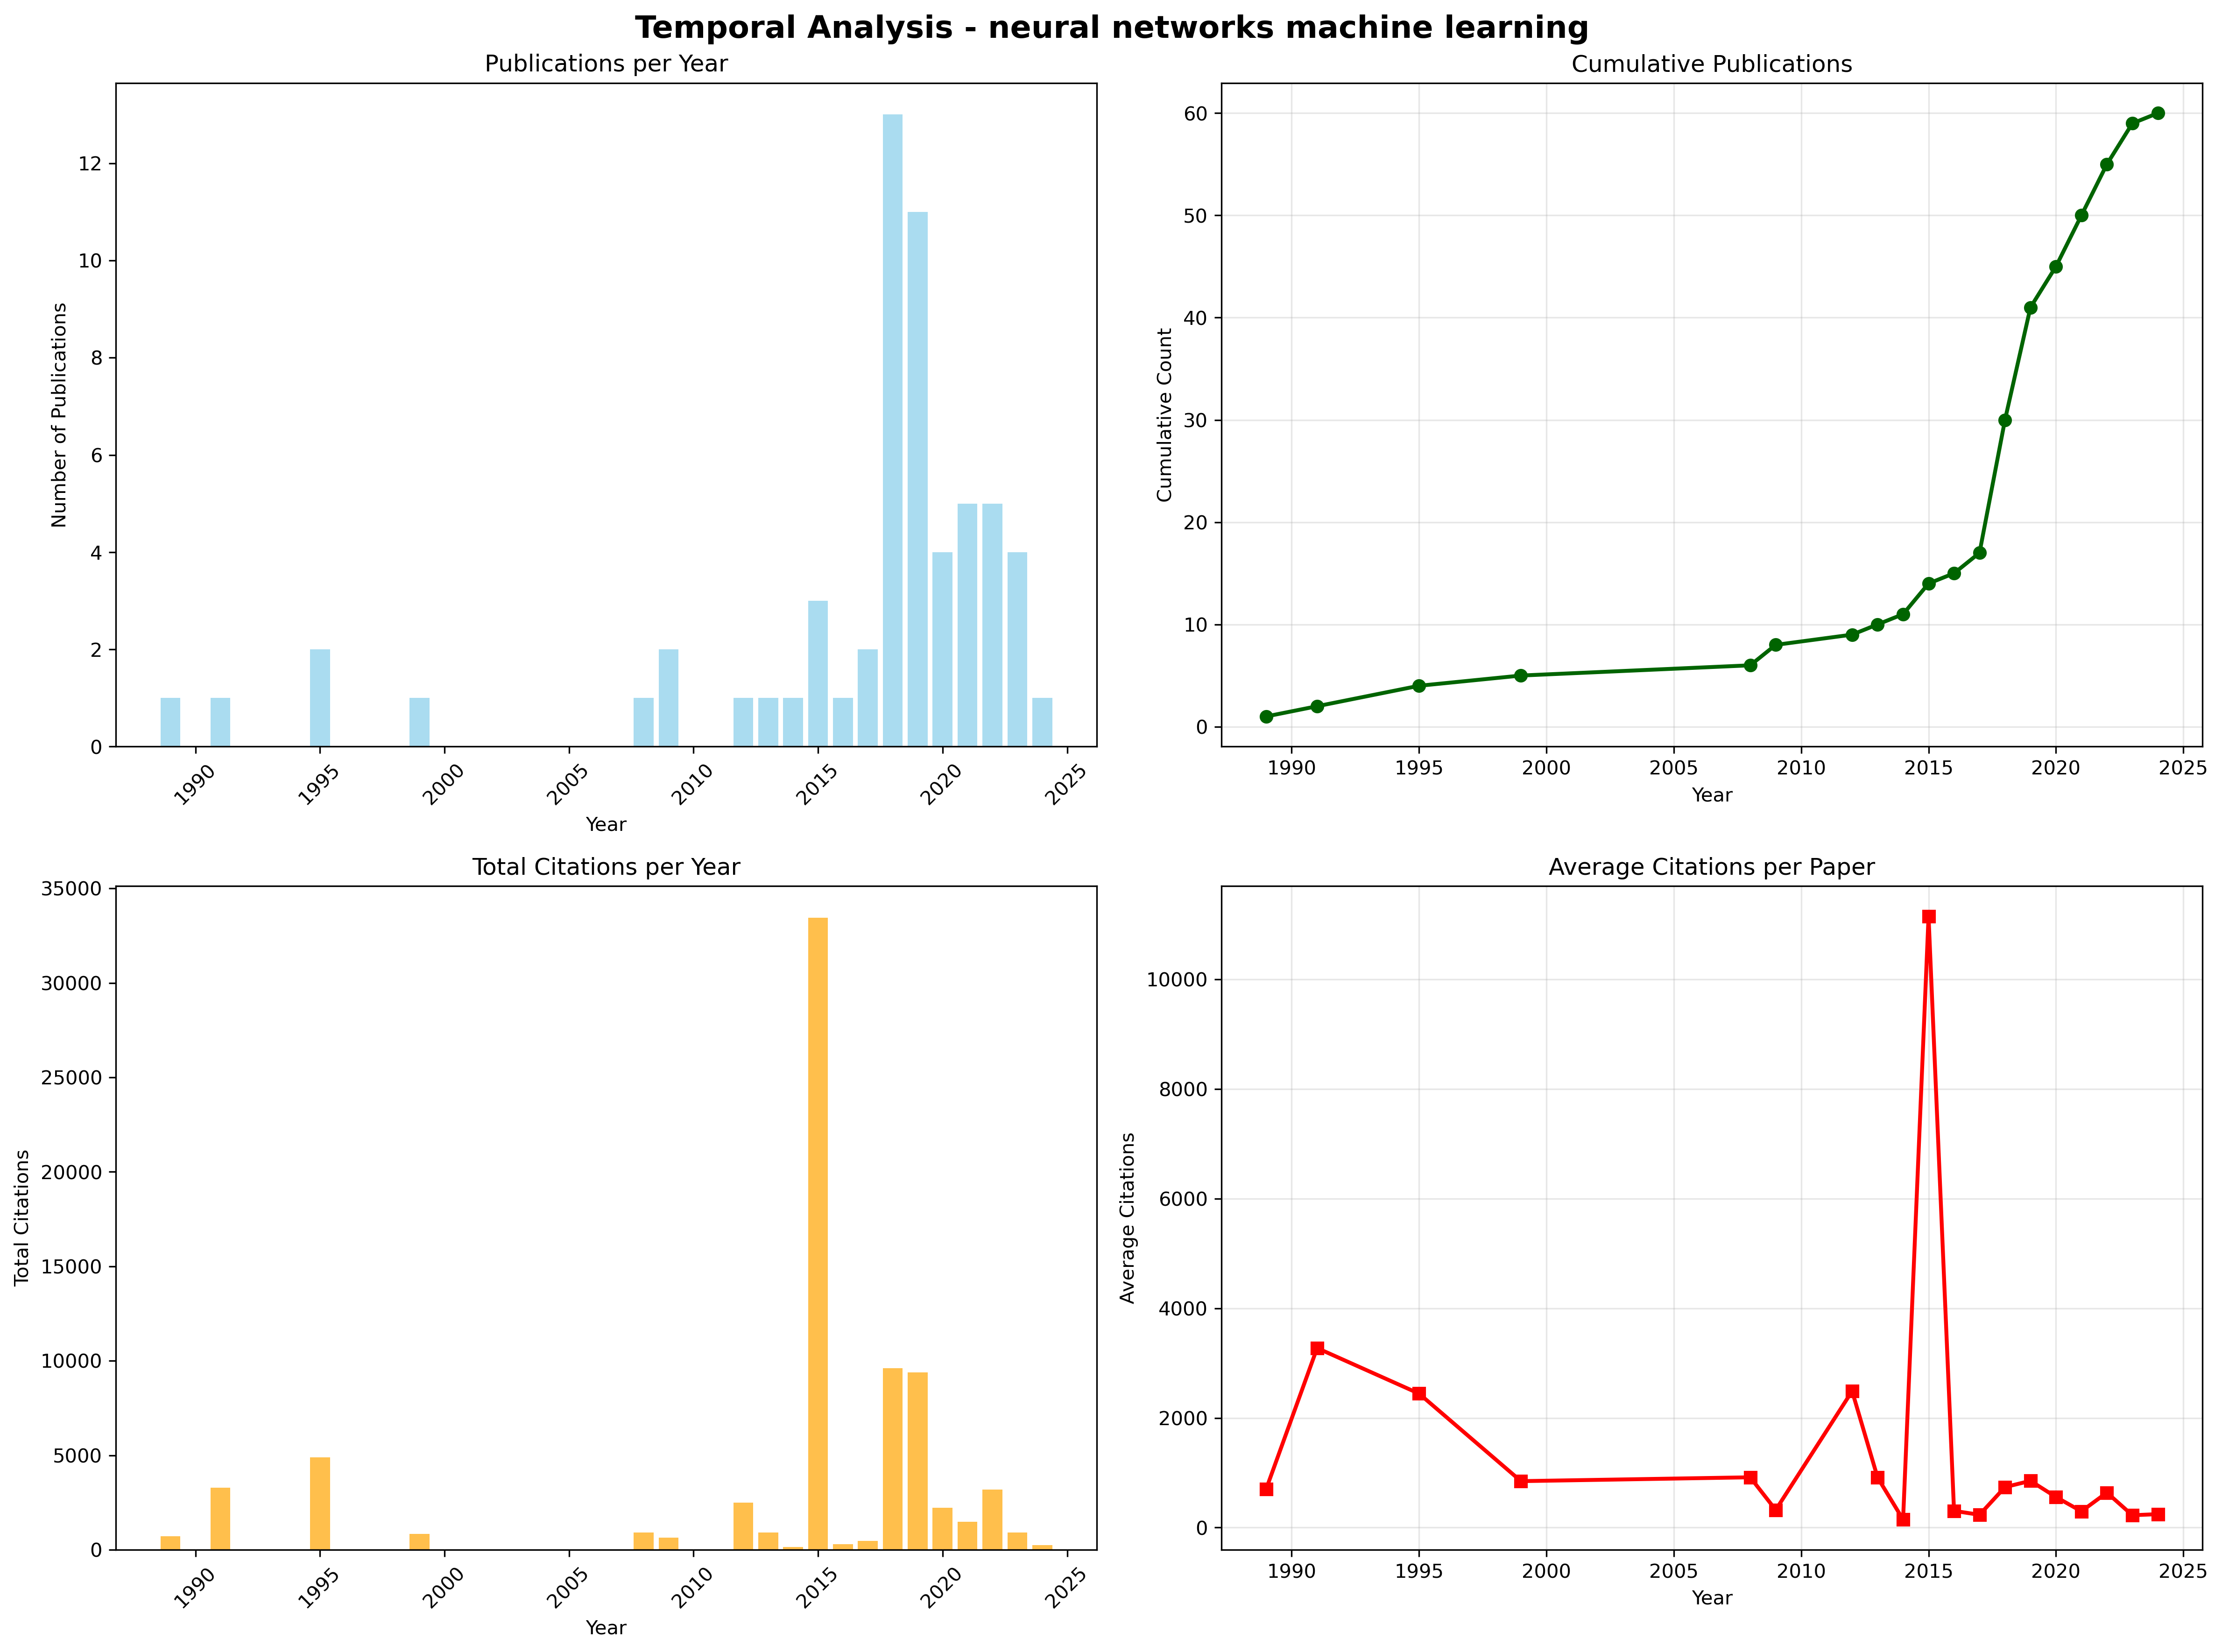 Temporal Analysis - neural networks machine learning
Publications per Year
Number of Publications
12
10
8
6
4
2
0
1990 1995 2000 2005 2010 2015 2020 2025
Year
Cumulative Publications
Cumulative Count
60
50
40
30
20
10
0
1990 1995 2000 2005 2010 2015 2020 2025
Year
Total Citations per Year
Total Citations
35000
30000
25000
20000
15000
10000
5000
0
1990 1995 2000 2005 2010 2015 2020 2025
Year
Average Citations per Paper
Average Citations
10000
8000
6000
4000
2000
0
1990 1995 2000 2005 2010 2015 2020 2025
Year